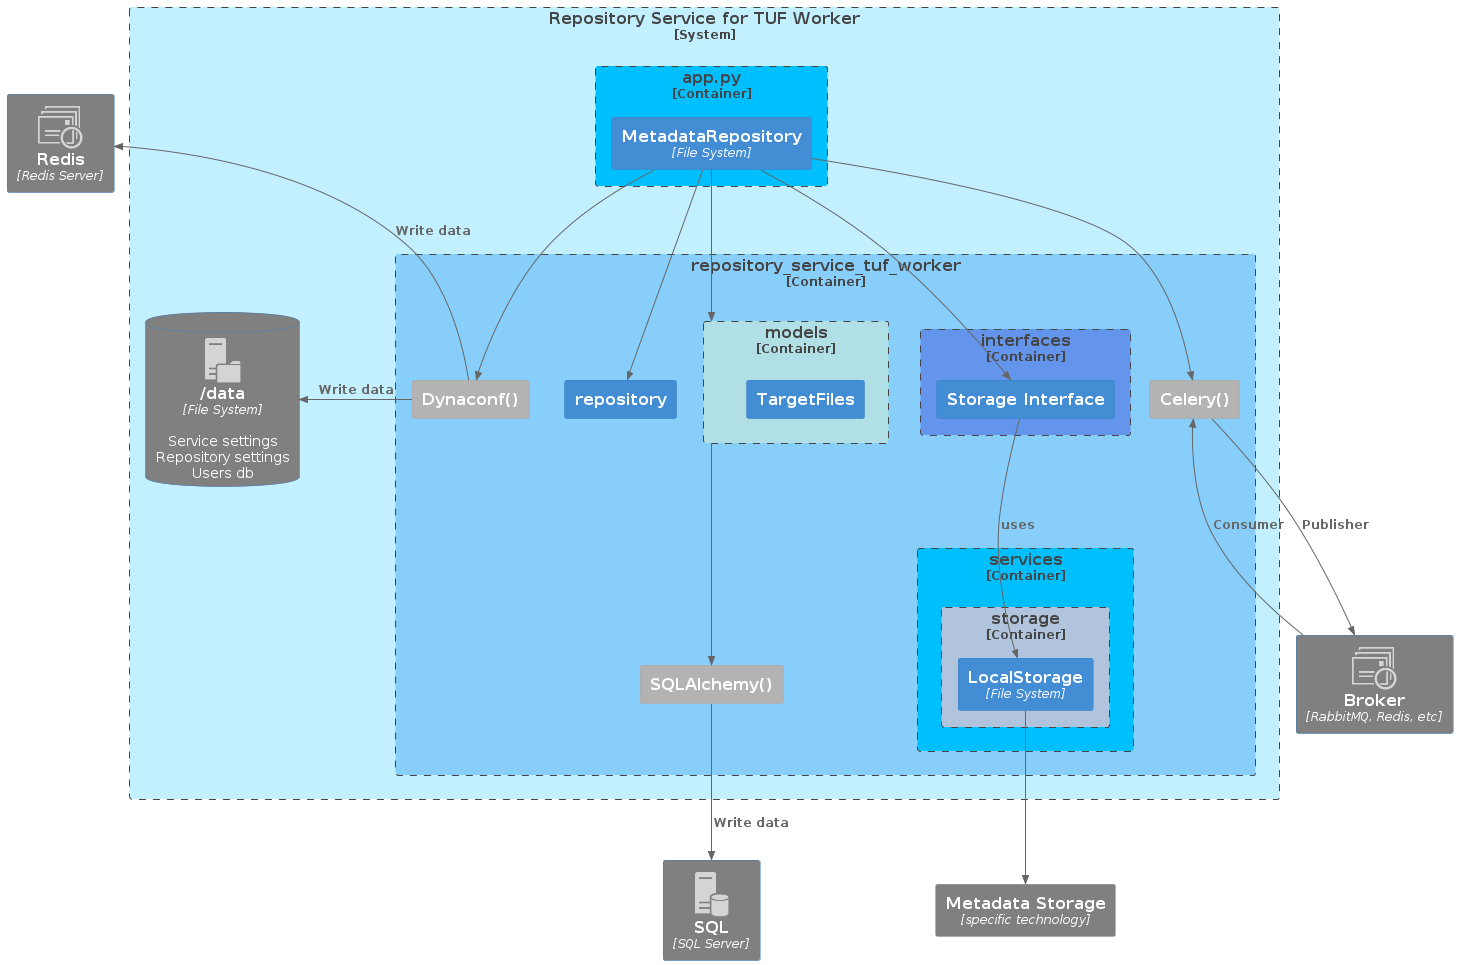 Repository Service for TUF Worker
[System]
app.py
[Container]
MetadataRepository
[File System]
Redis
[Redis Server]
Write data
repository_service_tuf_worker
[Container]
models
[Container]
interfaces
[Container]
/data
[File System]
Service settings
Repository settings
Users db
Write data
Dynaconf()
repository
TargetFiles
Storage Interface
Celery()
uses
Consumer
Publisher
services
[Container]
storage
[Container]
LocalStorage
[File System]
SQLAlchemy()
Broker
[RabbitMQ, Redis, etc]
Write data
SQL
[SQL Server]
Metadata Storage
[specific technology]